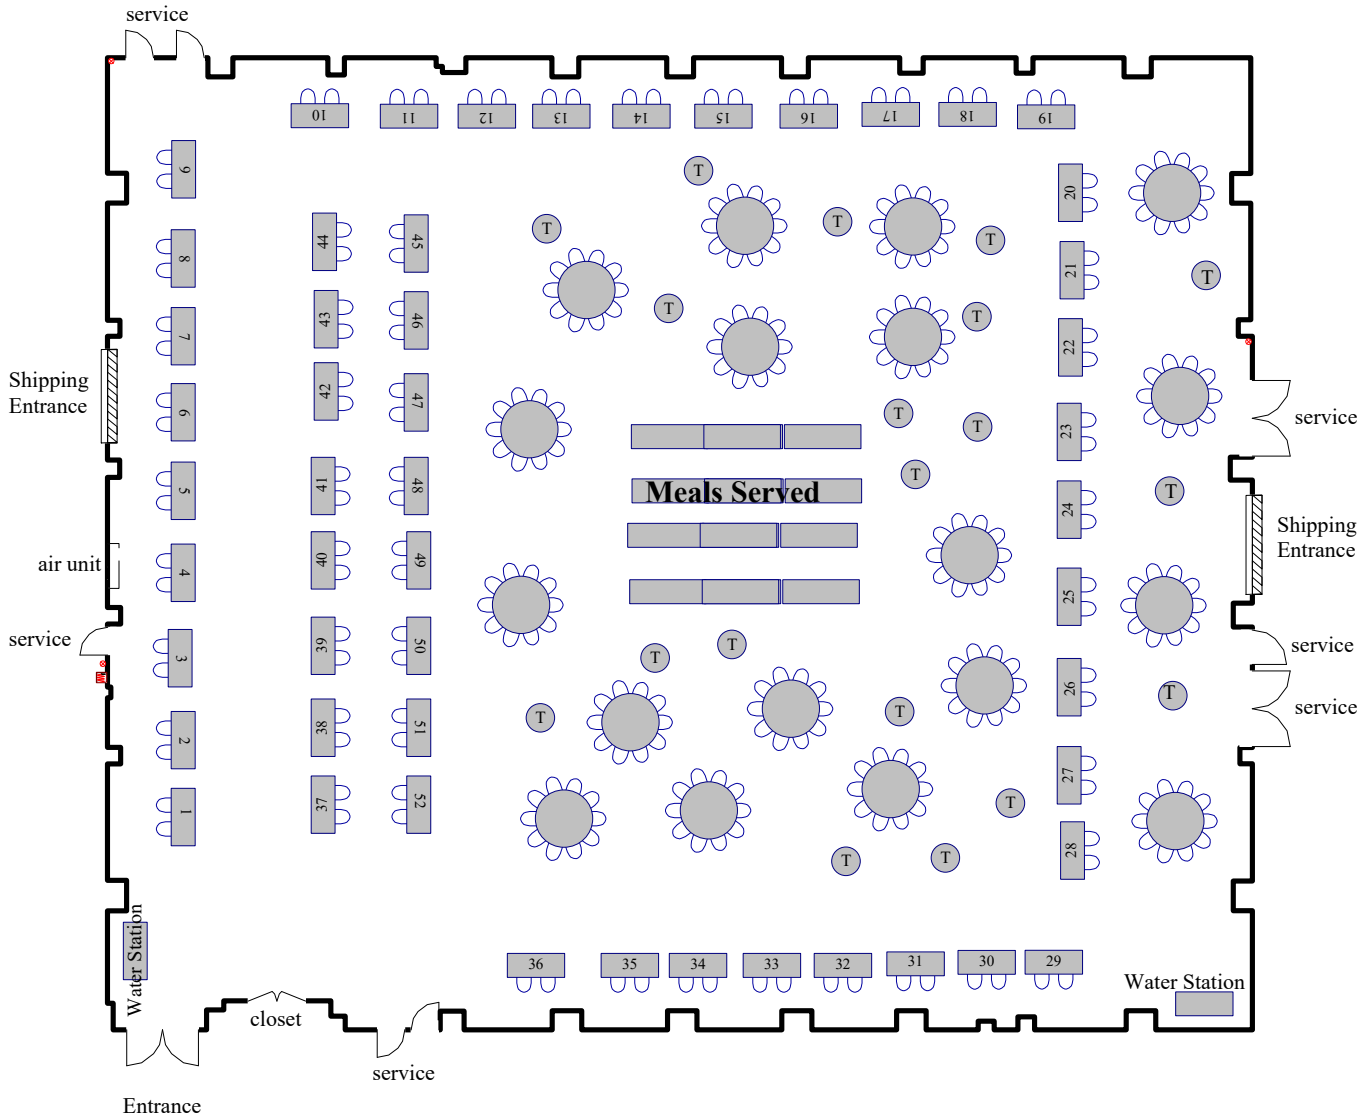 service
10
11
12
13
14
15
16
17
18
19
9
T
20
44
45
T
T
T
T
8
21
T
43
46
T
T
7
22
Shipping
Entrance
42
47
6
T
T
23
service
5
41
48
Meals Served
T
T
24
Shipping
Entrance
air unit
4
40
49
25
service
3
39
50
T
T
service
26
T
2
38
51
T
T
service
1
37
52
T
27
T
T
28
Water Station
36
35
34
33
32
31
30
29
Water Station
closet
service
Entrance